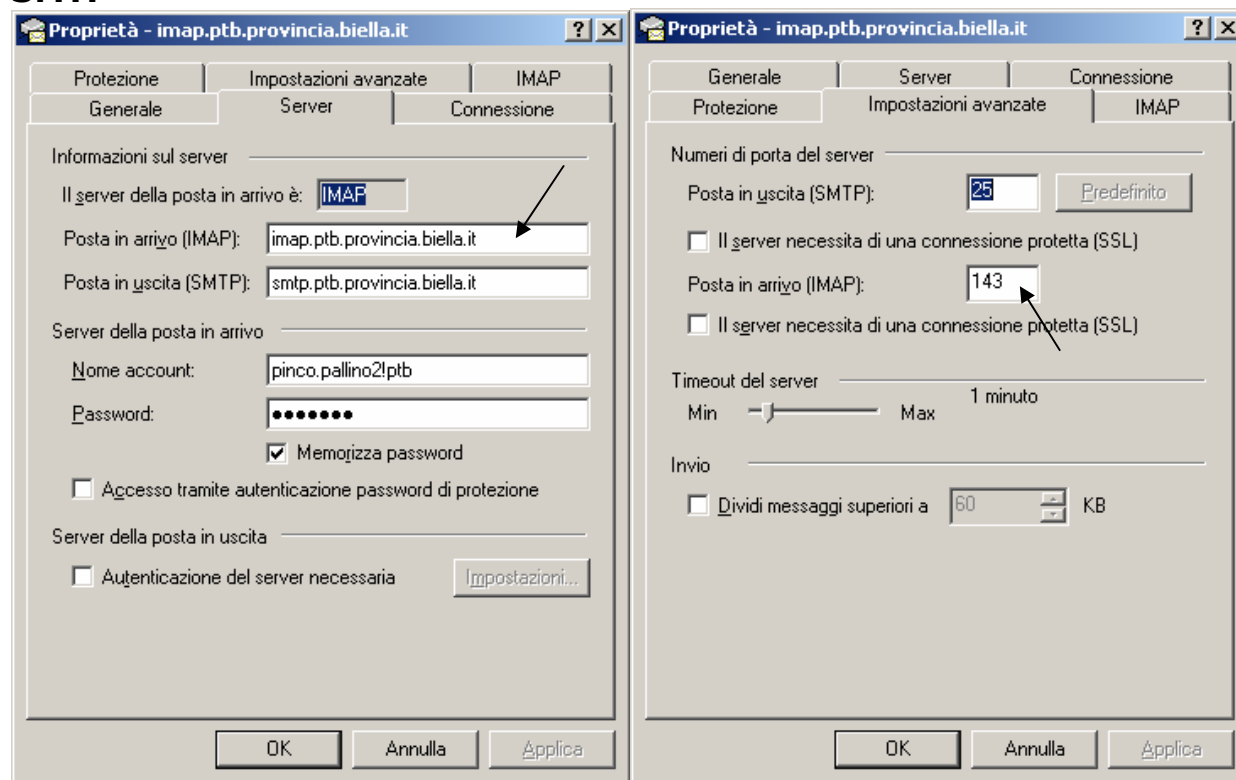 Proprietà - imap.ptb.provincia.biella.it
Protezione Impostazioni avanzate IMAP
Generale Server Connessione
Informazioni sul server
Il server della posta in arrivo è: IMAP
Posta in arrivo (IMAP): imap.ptb.provincia.biella.it
Posta in uscita (SMTP): smtp.ptb.provincia.biella.it
Server della posta in arrivo
Nome account: pinco.pallino2!ptb
Password: ●●●●●●●
Memorizza password
Accesso tramite autenticazione password di protezione
Server della posta in uscita
Autenticazione del server necessaria Impostazioni...
OK Annulla Applica
Proprietà - imap.ptb.provincia.biella.it
Generale Server Connessione
Protezione Impostazioni avanzate IMAP
Numeri di porta del server
Posta in uscita (SMTP): 25 Predefinito
Il server necessita di una connessione protetta (SSL)
Posta in arrivo (IMAP): 143
Il server necessita di una connessione protetta (SSL)
Timeout del server
Min Max 1 minuto
Invio
Dividi messaggi superiori a 60 KB
OK Annulla Applica